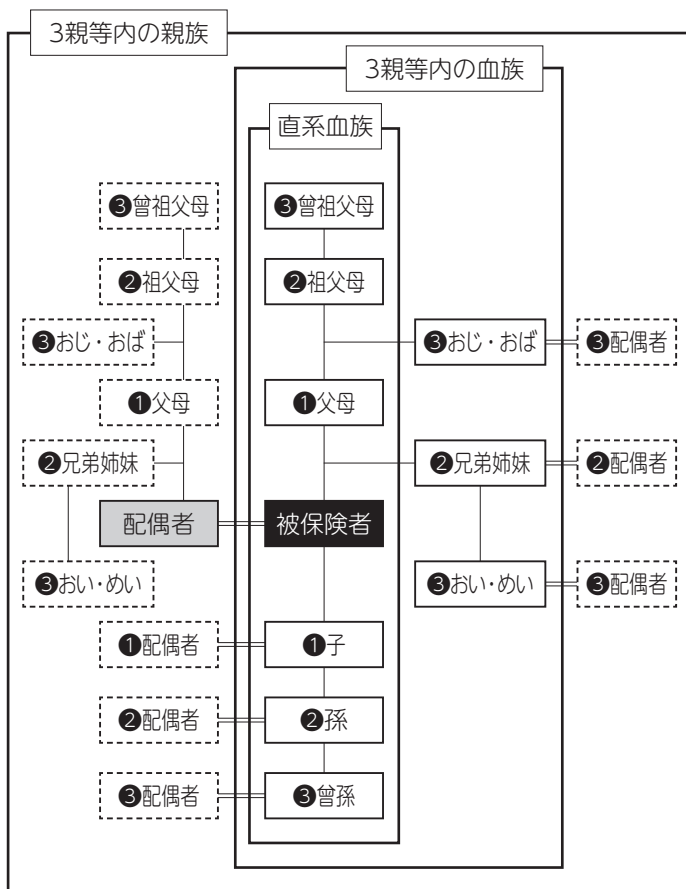 3親等内の親族
3親等内の血族
直系血族
❸曾祖父母
❸曾祖父母
❷祖父母
❷祖父母
❸おじ・おば
❸おじ・おば
❸配偶者
❶父母
❶父母
❷兄弟姉妹
❷兄弟姉妹
❷配偶者
配偶者
被保険者
❸おい・めい
❸おい・めい
❸配偶者
❶配偶者
❶子
❷配偶者
❷孫
❸配偶者
❸曾孫